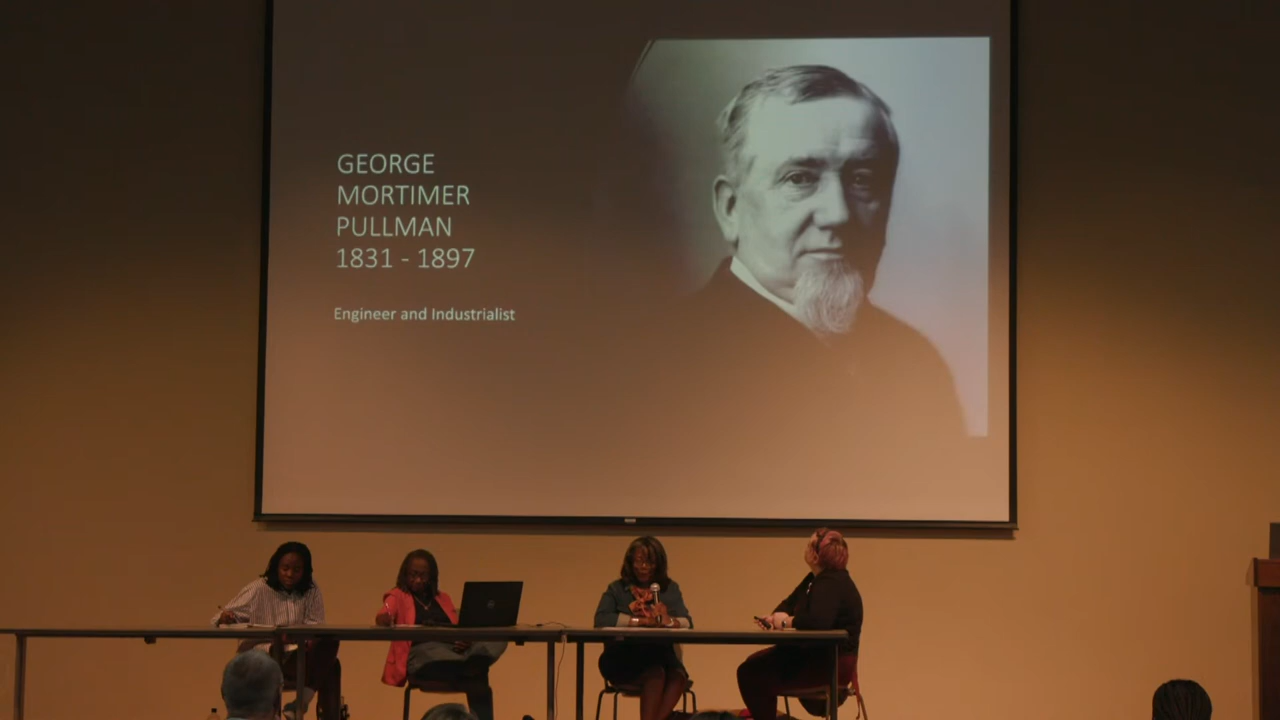 GEORGE
MORTIMER
PULLMAN
1831 - 1897
Engineer and Industrialist